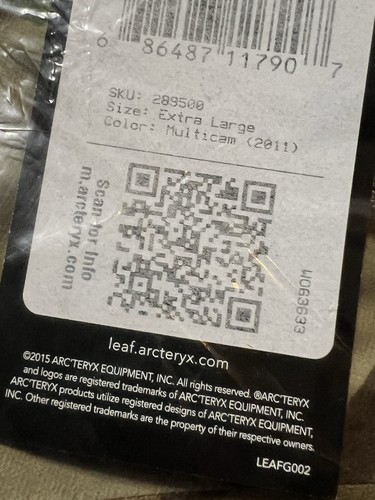 6 86487 11790 7
SKU: 289500
Size: Extra Large
Color: Multicam (2011)
Scan for Info
m.arcteryx.com
WO63633
leaf.arcteryx.com
©2015 ARC'TERYX EQUIPMENT, INC. All rights reserved. ®ARC'TERYX
and logos are registered trademarks of ARC'TERYX EQUIPMENT, INC.
ARC'TERYX products utilize registered designs of ARC'TERYX EQUIPMENT,
INC. Other registered trademarks are the property of their respective owners.
LEAFG002